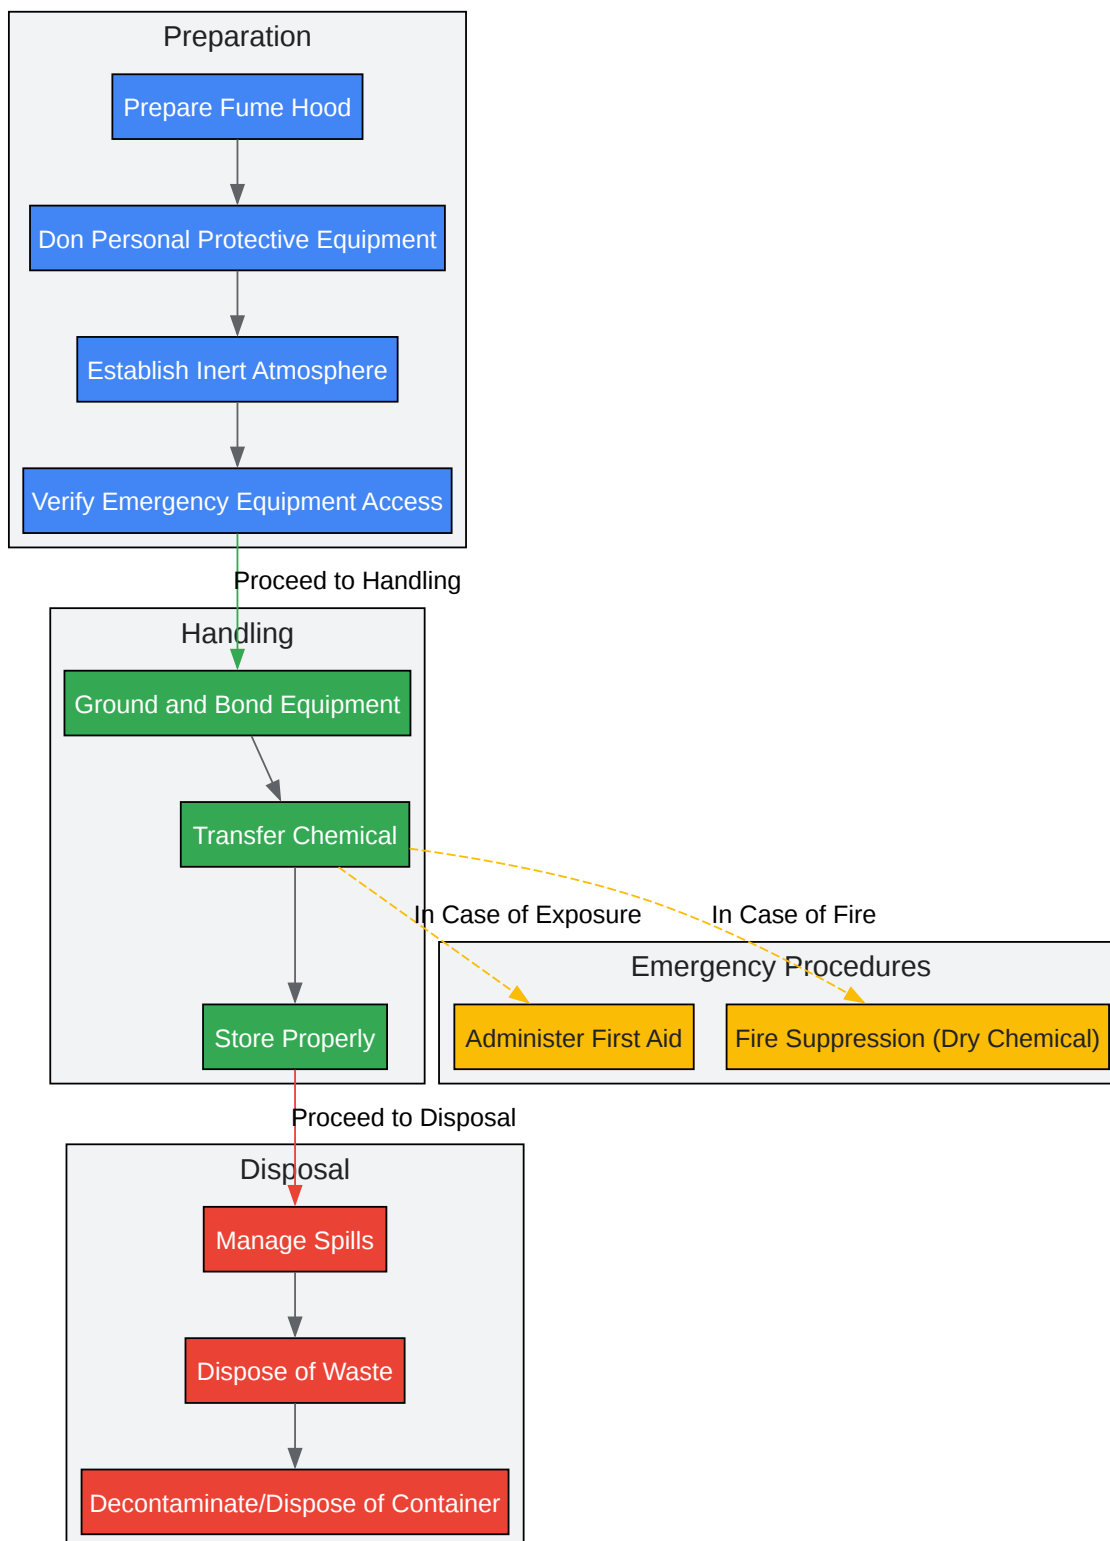 Preparation
Prepare Fume Hood
Don Personal Protective Equipment
Establish Inert Atmosphere
Verify Emergency Equipment Access
Proceed to Handling
Handling
Ground and Bond Equipment
Transfer Chemical
In Case of Exposure
In Case of Fire
Emergency Procedures
Administer First Aid
Fire Suppression (Dry Chemical)
Store Properly
Proceed to Disposal
Disposal
Manage Spills
Dispose of Waste
Decontaminate/Dispose of Container